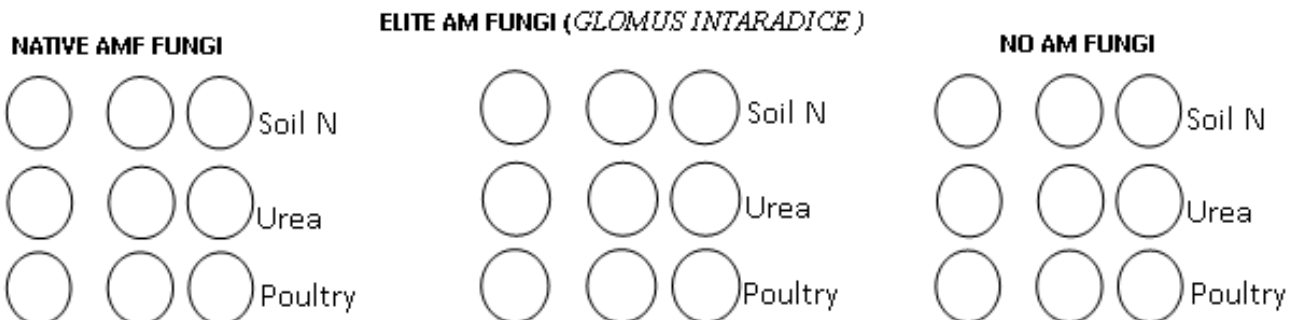 ELITE AM FUNGI (GLOMUS INTARADICE )
NATIVE AMF FUNGI
NO AM FUNGI
Soil N
Soil N
Soil N
Urea
Urea
Urea
Poultry
Poultry
Poultry